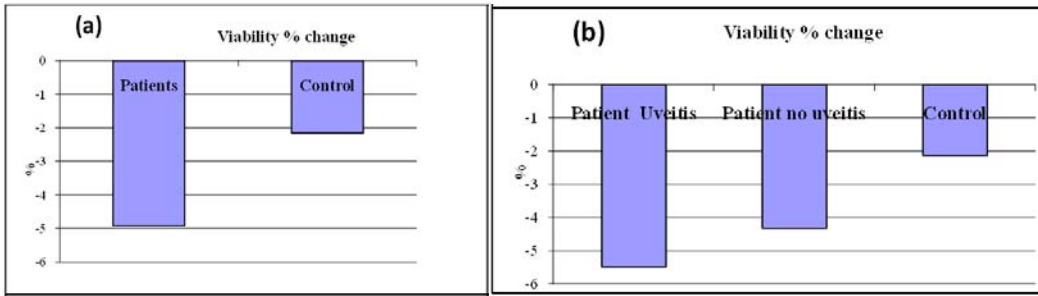 (a)
Viability % change
0
-1
-2
-3
-4
-5
-6
%
Patients
Control
(b)
Viability % change
0
-1
-2
-3
-4
-5
-6
%
Patient Uveitis
Patient no uveitis
Control